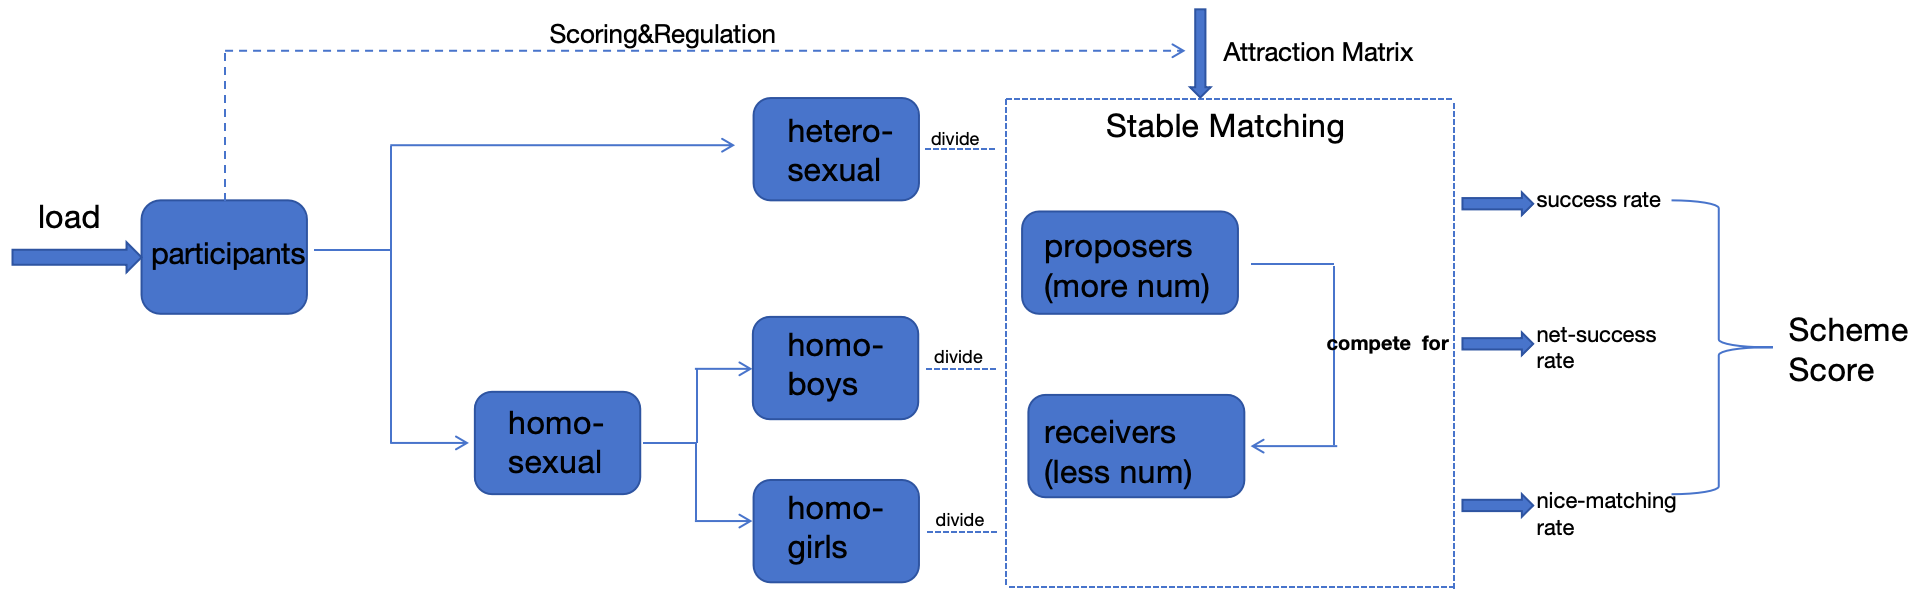 Scoring&Regulation
Attraction Matrix
load
participants
hetero-
sexual
divide
homo-
sexual
homo-
boys
divide
homo-
girls
divide
Stable Matching
proposers
(more num)
compete for
receivers
(less num)
success rate
net-success
rate
nice-matching
rate
Scheme
Score